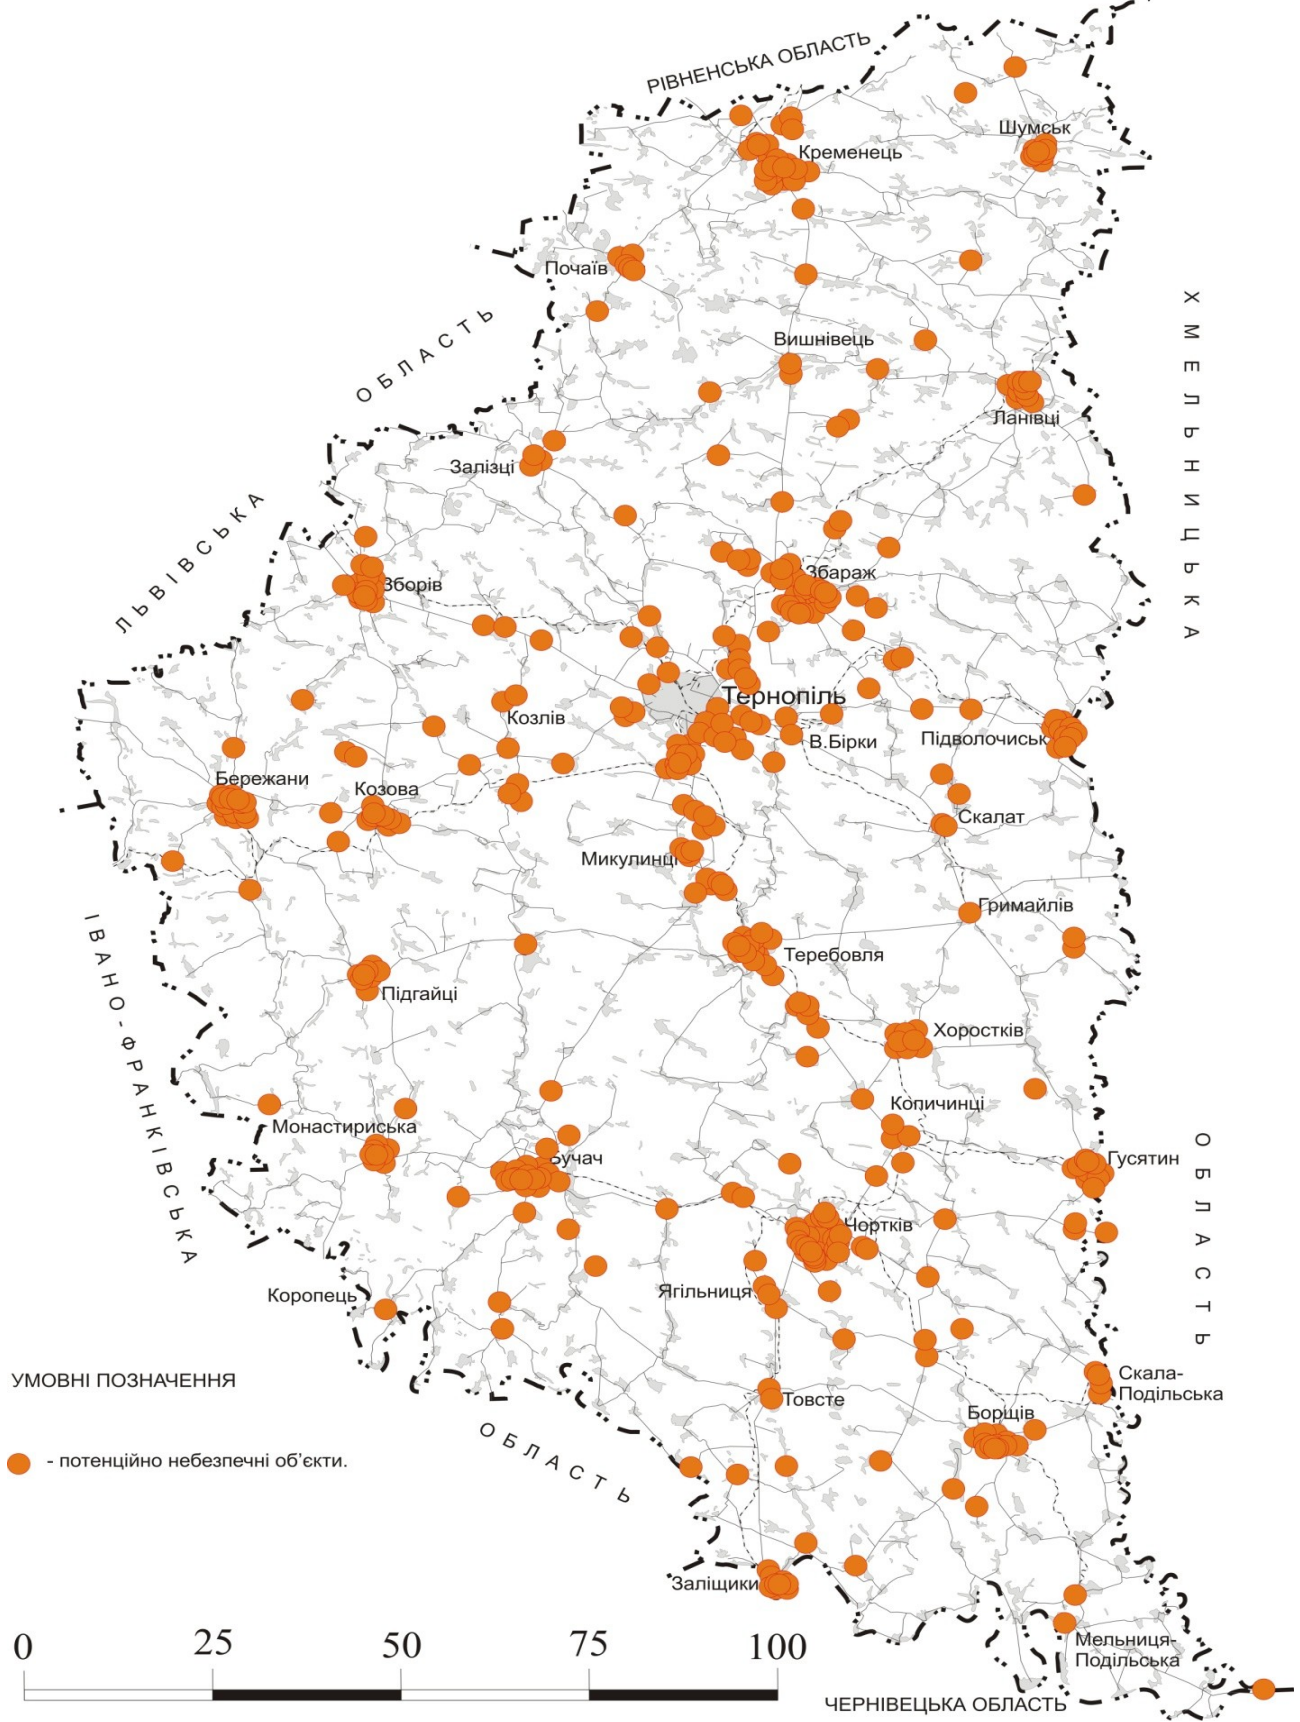 РІВНЕНСЬКА ОБЛАСТЬ
Шумськ
Кременець
Почаїв
ХМЕЛЬНИЦЬКА
ОБЛАСТЬ
Вишнівець
Ланівці
Залізці
ЛЬВІВСЬКА
Збараж
Зборів
Тернопіль
Козлів
В.Бірки
Підволочиськ
Бережани
Козова
Скалат
Микулинці
Гримайлів
ІВАНО-ФРАНКІВСЬКА
Теребовля
Підгайці
Хоростків
Копичинці
Монастириська
ОБЛАСТЬ
Бучач
Гусятин
Чортків
Коропець
Ягільниця
УМОВНІ ПОЗНАЧЕННЯ
Скала-
Подільська
Товсте
Борщів
ОБЛАСТЬ
- потенційно небезпечні об’єкти.
Заліщики
0 25 50 75 100
Мельниця-
Подільська
ЧЕРНІВЕЦЬКА ОБЛАСТЬ